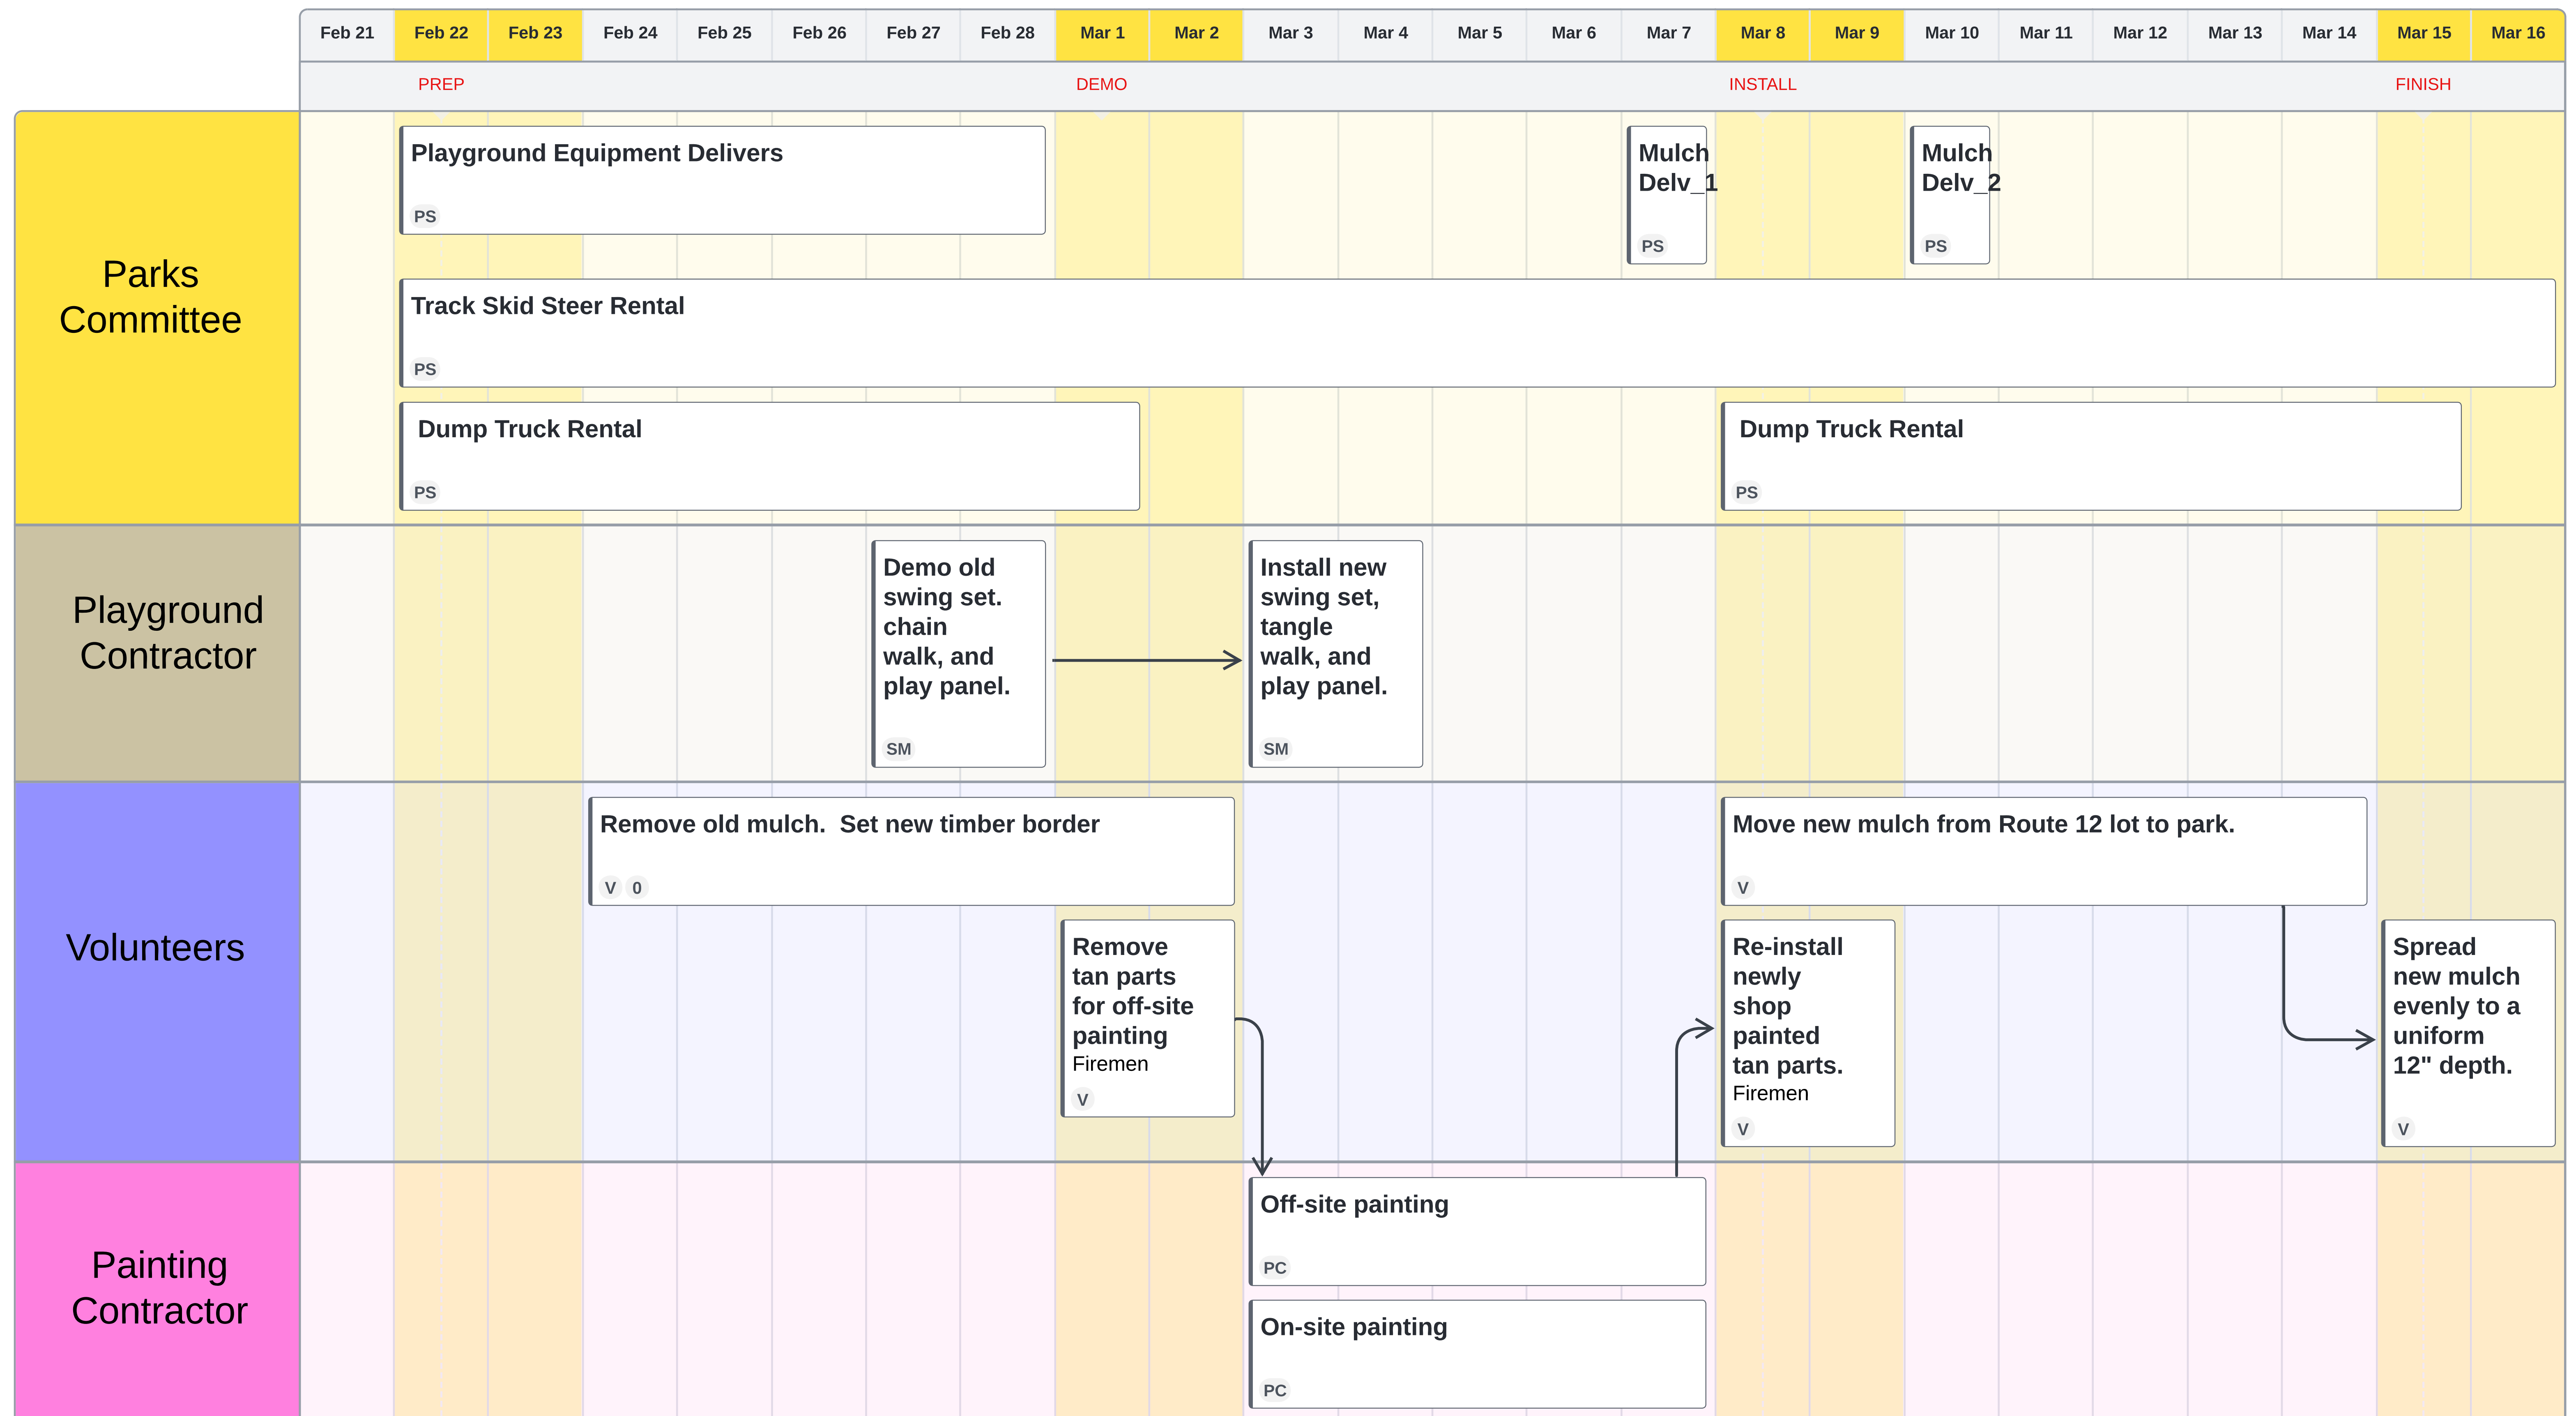 Feb 21 Feb 22 Feb 23 Feb 24 Feb 25 Feb 26 Feb 27 Feb 28 Mar 1 Mar 2 Mar 3 Mar 4 Mar 5 Mar 6 Mar 7 Mar 8 Mar 9 Mar 10 Mar 11 Mar 12 Mar 13 Mar 14 Mar 15 Mar 16
PREP DEMO INSTALL FINISH
Parks
Committee
Playground Equipment Delivers
PS
Mulch
Delv_1
PS
Mulch
Delv_2
PS
Track Skid Steer Rental
PS
Dump Truck Rental
PS
Dump Truck Rental
PS
Playground
Contractor
Demo old
swing set.
chain
walk, and
play panel.
SM
Install new
swing set,
tangle
walk, and
play panel.
SM
Volunteers
Remove old mulch.  Set new timber border
V 0
Move new mulch from Route 12 lot to park.
V
Remove
tan parts
for off-site
painting
Firemen
V
Re-install
newly
shop
painted
tan parts.
Firemen
V
Spread
new mulch
evenly to a
uniform
12" depth.
V
Painting
Contractor
Off-site painting
PC
On-site painting
PC